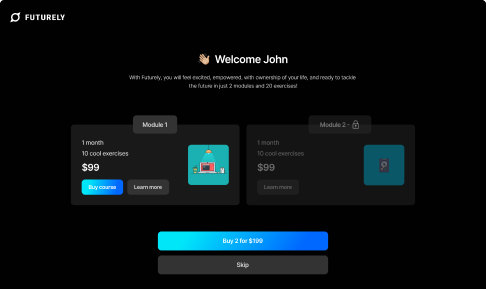 FUTURELY
👋🏼 Welcome John
With Futurely, you will feel excited, empowered, with ownership of your life, and ready to tackle
the future in just 2 modules and 20 exercises!
Module 1
1 month
10 cool exercises
$99
Buy course
Learn more
Module 2 -
1 month
10 cool exercises
$99
Learn more
Buy 2 for $199
Skip